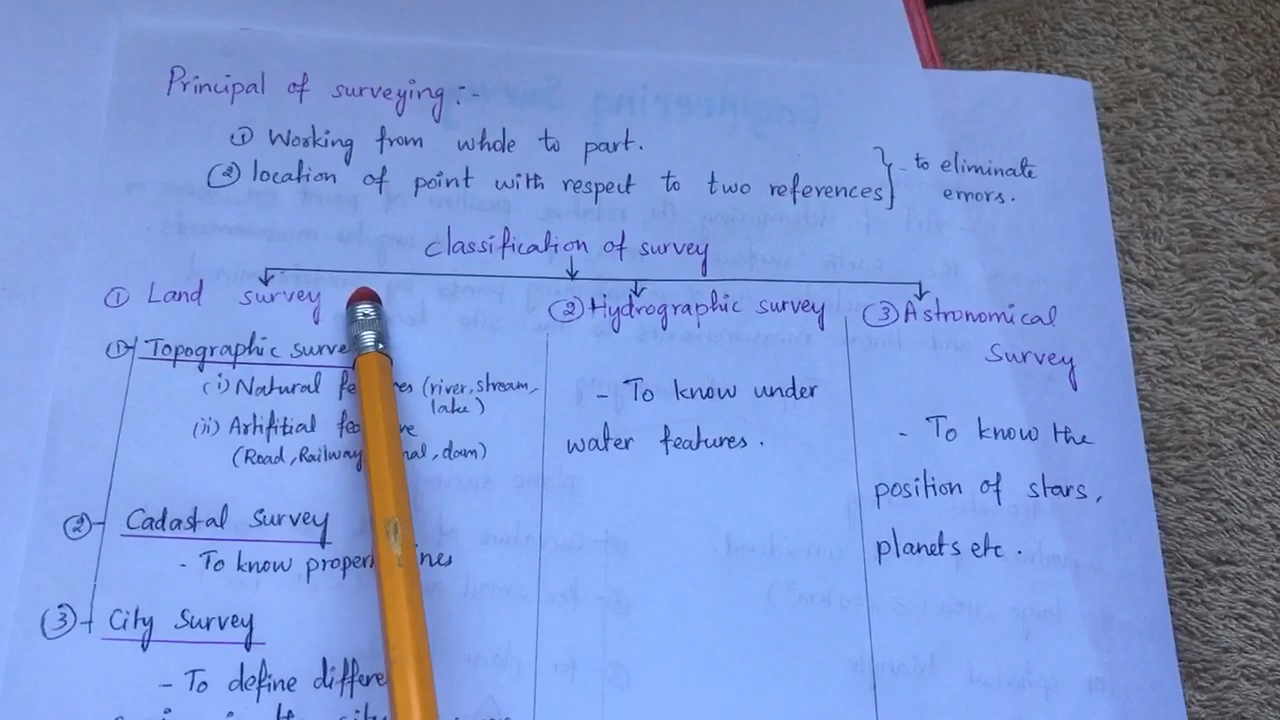 Principal of surveying :-
① Working from whole to part.
② location of point with respect to two references } - to eliminate errors.
Classification of survey
① Land survey
① Topographic surve
(i) Natural fe es (river, stream, lake)
(ii) Artifitial fe e
(Road, Railway nal, dam)
② Cadastal Survey
- To know proper nes
③ City Survey
- To define differe
② Hydrographic survey
- To know under
water features.
③ Astronomical
Survey
- To know the
position of stars,
planets etc.